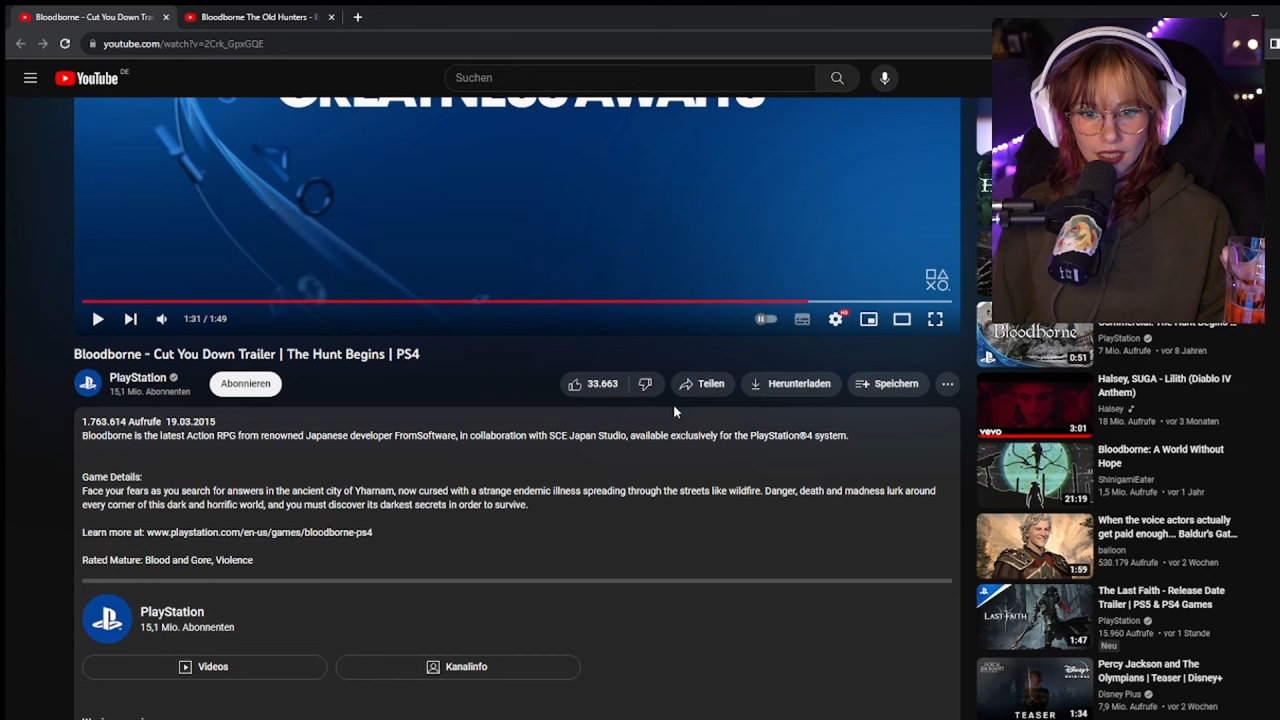 Bloodborne - Cut You Down Tra
Bloodborne The Old Hunters - E
youtube.com/watch?v=2Crk_GpxGQE
YouTube DE
Suchen
GREATNESS AWAITS
1:31 / 1:49
HD
Bloodborne - Cut You Down Trailer | The Hunt Begins | PS4
PlayStation
15,1 Mio. Abonnenten
Abonnieren
33.663
Teilen
Herunterladen
Speichern
1.763.614 Aufrufe 19.03.2015
Bloodborne is the latest Action RPG from renowned Japanese developer FromSoftware, in collaboration with SCE Japan Studio, available exclusively for the PlayStation®4 system.
Game Details:
Face your fears as you search for answers in the ancient city of Yharnam, now cursed with a strange endemic illness spreading through the streets like wildfire. Danger, death and madness lurk around
every corner of this dark and horrific world, and you must discover its darkest secrets in order to survive.
Learn more at: www.playstation.com/en-us/games/bloodborne-ps4
Rated Mature: Blood and Gore, Violence
PlayStation
15,1 Mio. Abonnenten
Videos
Kanalinfo
Bloodborne
0:51
Commercial: The Hunt Begins ...
PlayStation
7 Mio. Aufrufe • vor 8 Jahren
vevo
3:01
Halsey, SUGA - Lilith (Diablo IV
Anthem)
Halsey
18 Mio. Aufrufe • vor 3 Monaten
21:19
Bloodborne: A World Without
Hope
ShinigamiEater
1,5 Mio. Aufrufe • vor 1 Jahr
1:59
When the voice actors actually
get paid enough... Baldur's Gat...
balloon
530.179 Aufrufe • vor 2 Wochen
LAST FAITH
1:47
The Last Faith - Release Date
Trailer | PS5 & PS4 Games
PlayStation
15.960 Aufrufe • vor 1 Stunde
Neu
Disney+
ORIGINAL
TEASER
1:34
Percy Jackson and The
Olympians | Teaser | Disney+
Disney Plus
7,9 Mio. Aufrufe • vor 2 Wochen